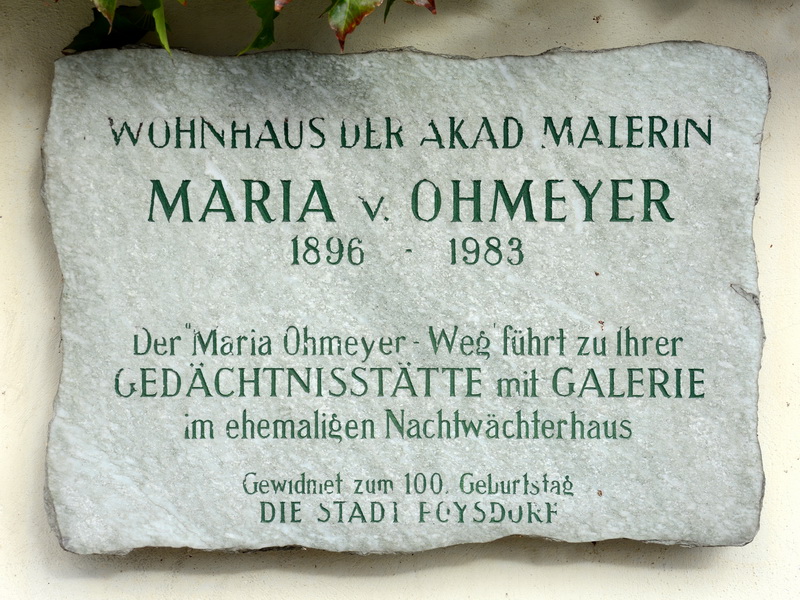 WOHNHAUS DER AKAD MALERIN
MARIA v. OHMEYER
1896 - 1983
Der "Maria Ohmeyer - Weg" führt zu Ihrer
GEDÄCHTNISSTÄTTE mit GALERIE
im ehemaligen Nachtwächterhaus
Gewidmet zum 100. Geburtstag
DIE STADT POYSDORF